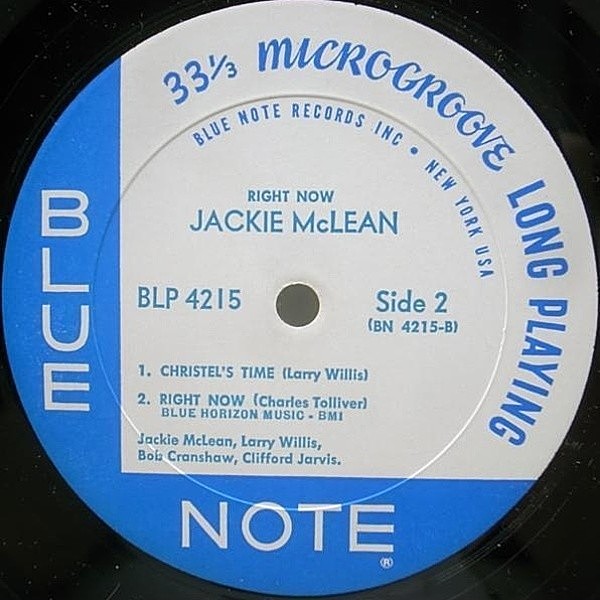 33⅓ MICROGROOVE LONG PLAYING
BLUE NOTE RECORDS INC • NEW YORK USA
RIGHT NOW
JACKIE McLEAN
BLP 4215
Side 2
(BN 4215-B)
1. CHRISTEL'S TIME (Larry Willis)
2. RIGHT NOW (Charles Tolliver)
BLUE HORIZON MUSIC - BMI
Jackie McLean, Larry Willis,
Bob Cranshaw, Clifford Jarvis.
BLUE
NOTE
®